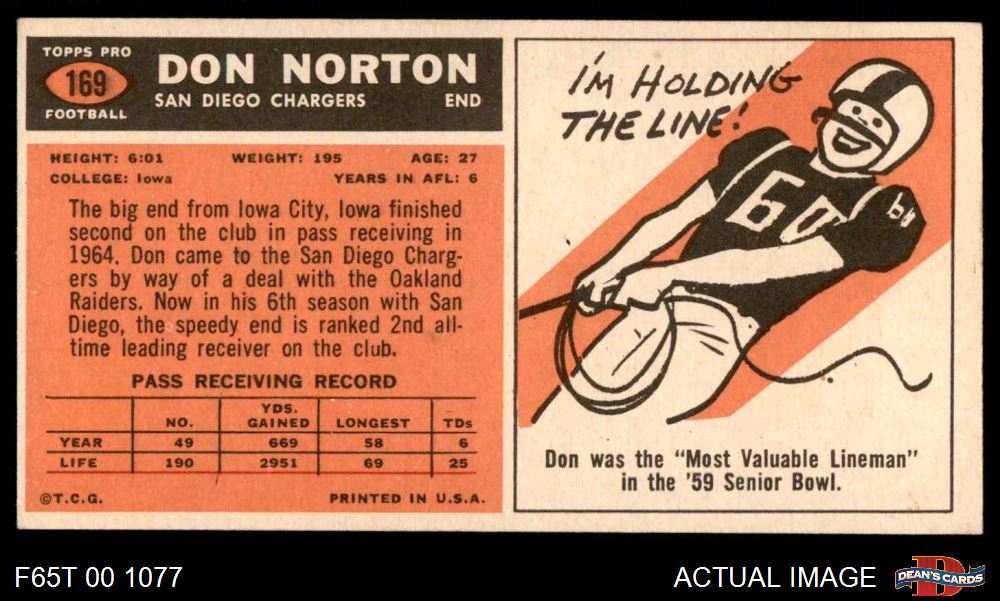 TOPPS PRO
169
FOOTBALL
DON NORTON
SAN DIEGO CHARGERS END
HEIGHT: 6:01 WEIGHT: 195 AGE: 27
COLLEGE: Iowa YEARS IN AFL: 6
The big end from Iowa City, Iowa finished
second on the club in pass receiving in
1964. Don came to the San Diego Charg-
ers by way of a deal with the Oakland
Raiders. Now in his 6th season with San
Diego, the speedy end is ranked 2nd all-
time leading receiver on the club.
PASS RECEIVING RECORD
NO. YDS. GAINED LONGEST TDs
YEAR 49 669 58 6
LIFE 190 2951 69 25
©T.C.G. PRINTED IN U.S.A.
I'M HOLDING
THE LINE!
60
60
Don was the "Most Valuable Lineman"
in the '59 Senior Bowl.
F65T 00 1077
ACTUAL IMAGE
D
DEAN'S CARDS